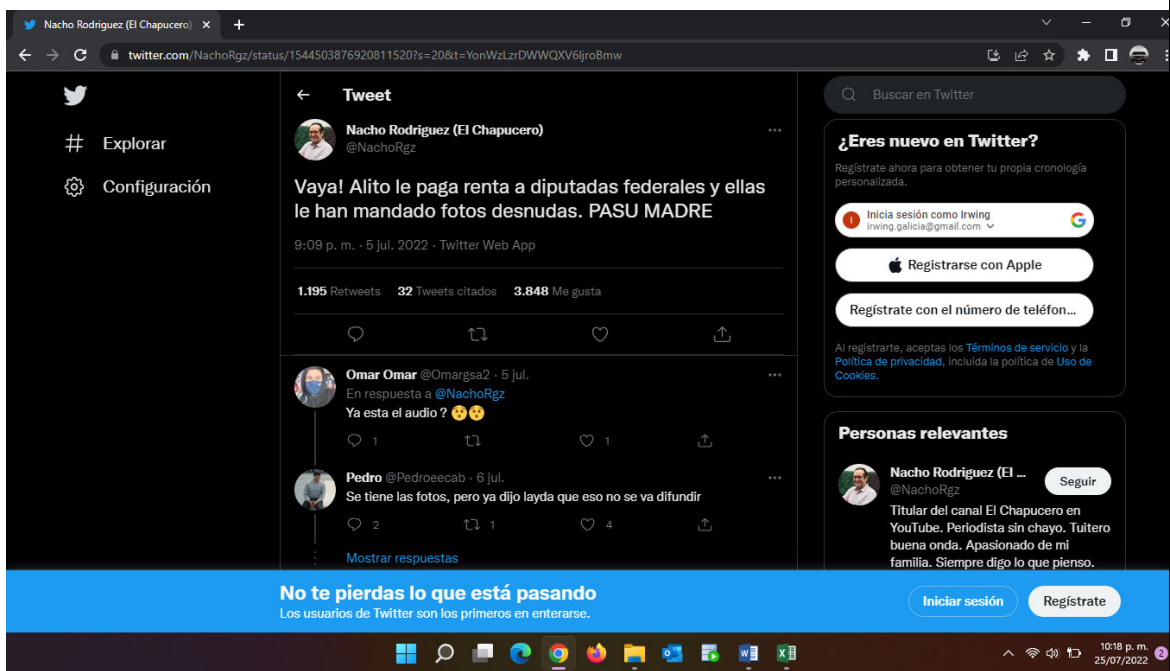 Nacho Rodriguez (El Chapucero)
twitter.com/NachoRgz/status/1544503876920811520?s=20&t=YonWzLzrDWWQXV6ljroBmw
Explorar
Configuración
Tweet
Nacho Rodriguez (El Chapucero)
@NachoRgz
Vaya! Alito le paga renta a diputadas federales y ellas
le han mandado fotos desnudas. PASU MADRE
9:09 p. m. · 5 jul. 2022 · Twitter Web App
1.195 Retweets 32 Tweets citados 3.848 Me gusta
Omar Omar @Omargsa2 · 5 jul.
En respuesta a @NachoRgz
Ya esta el audio ? 😲😲
1 1
Pedro @Pedroeecab · 6 jul.
Se tiene las fotos, pero ya dijo layda que eso no se va difundir
2 1 4
Mostrar respuestas
Buscar en Twitter
¿Eres nuevo en Twitter?
Regístrate ahora para obtener tu propia cronología
personalizada.
I
Inicia sesión como Irwing
irwing.galicia@gmail.com
Registrarse con Apple
Regístrate con el número de teléfon...
Al registrarte, aceptas los Términos de servicio y la
Política de privacidad, incluida la política de Uso de
Cookies.
Personas relevantes
Nacho Rodriguez (El ...
@NachoRgz
Seguir
Titular del canal El Chapucero en
YouTube. Periodista sin chayo. Tuitero
buena onda. Apasionado de mi
familia. Siempre digo lo que pienso.
No te pierdas lo que está pasando
Los usuarios de Twitter son los primeros en enterarse.
Iniciar sesión
Regístrate
10:18 p. m.
25/07/2022
2